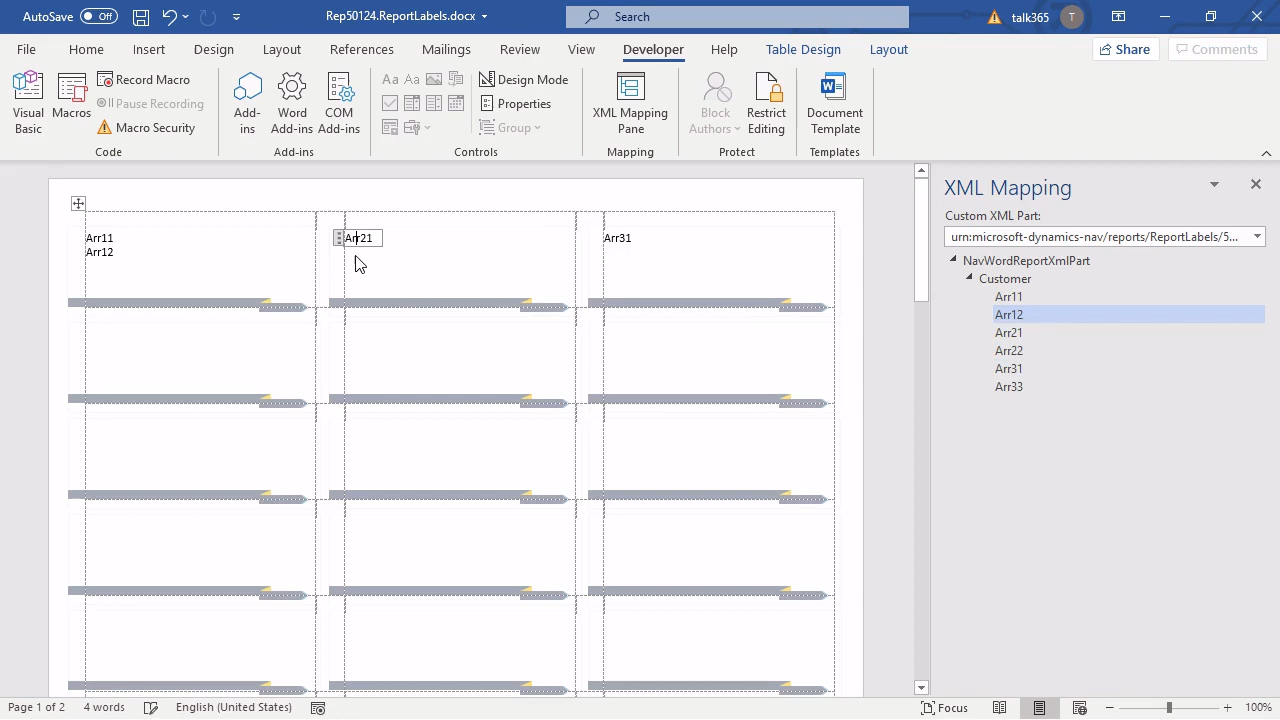 AutoSave Off Rep50124.ReportLabels.docx Search talk365 T
File Home Insert Design Layout References Mailings Review View Developer Help Table Design Layout Share Comments
Visual Basic
Macros
Record Macro
Pause Recording
Macro Security
Code
Add-ins
Word Add-ins
COM Add-ins
Add-ins
Aa Aa
Design Mode
Properties
Group
Controls
XML Mapping Pane
Mapping
Block Authors
Restrict Editing
Protect
Document Template
Templates
Arr11 Arr21 Arr31
Arr12
XML Mapping
Custom XML Part:
urn:microsoft-dynamics-nav/reports/ReportLabels/5...
NavWordReportXmlPart
Customer
Arr11
Arr12
Arr21
Arr22
Arr31
Arr33
Page 1 of 2 4 words English (United States) Focus 100%